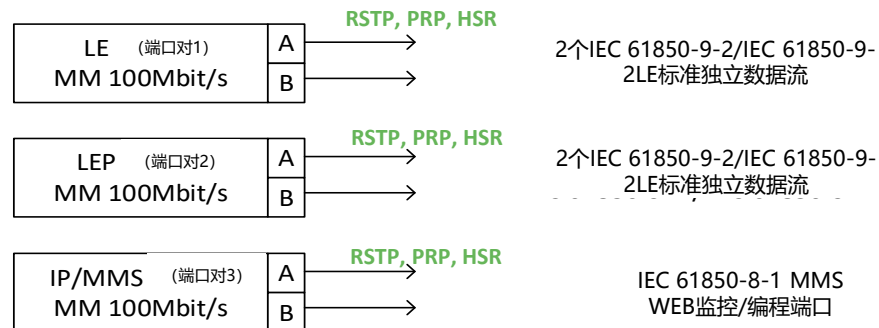 RSTP, PRP, HSR
LE (端口对1) A
MM 100Mbit/s B
2个IEC 61850-9-2/IEC 61850-9-
2LE标准独立数据流
RSTP, PRP, HSR
LEP (端口对2) A
MM 100Mbit/s B
2个IEC 61850-9-2/IEC 61850-9-
2LE标准独立数据流
RSTP, PRP, HSR
IP/MMS (端口对3) A
MM 100Mbit/s B
IEC 61850-8-1 MMS
WEB监控/编程端口